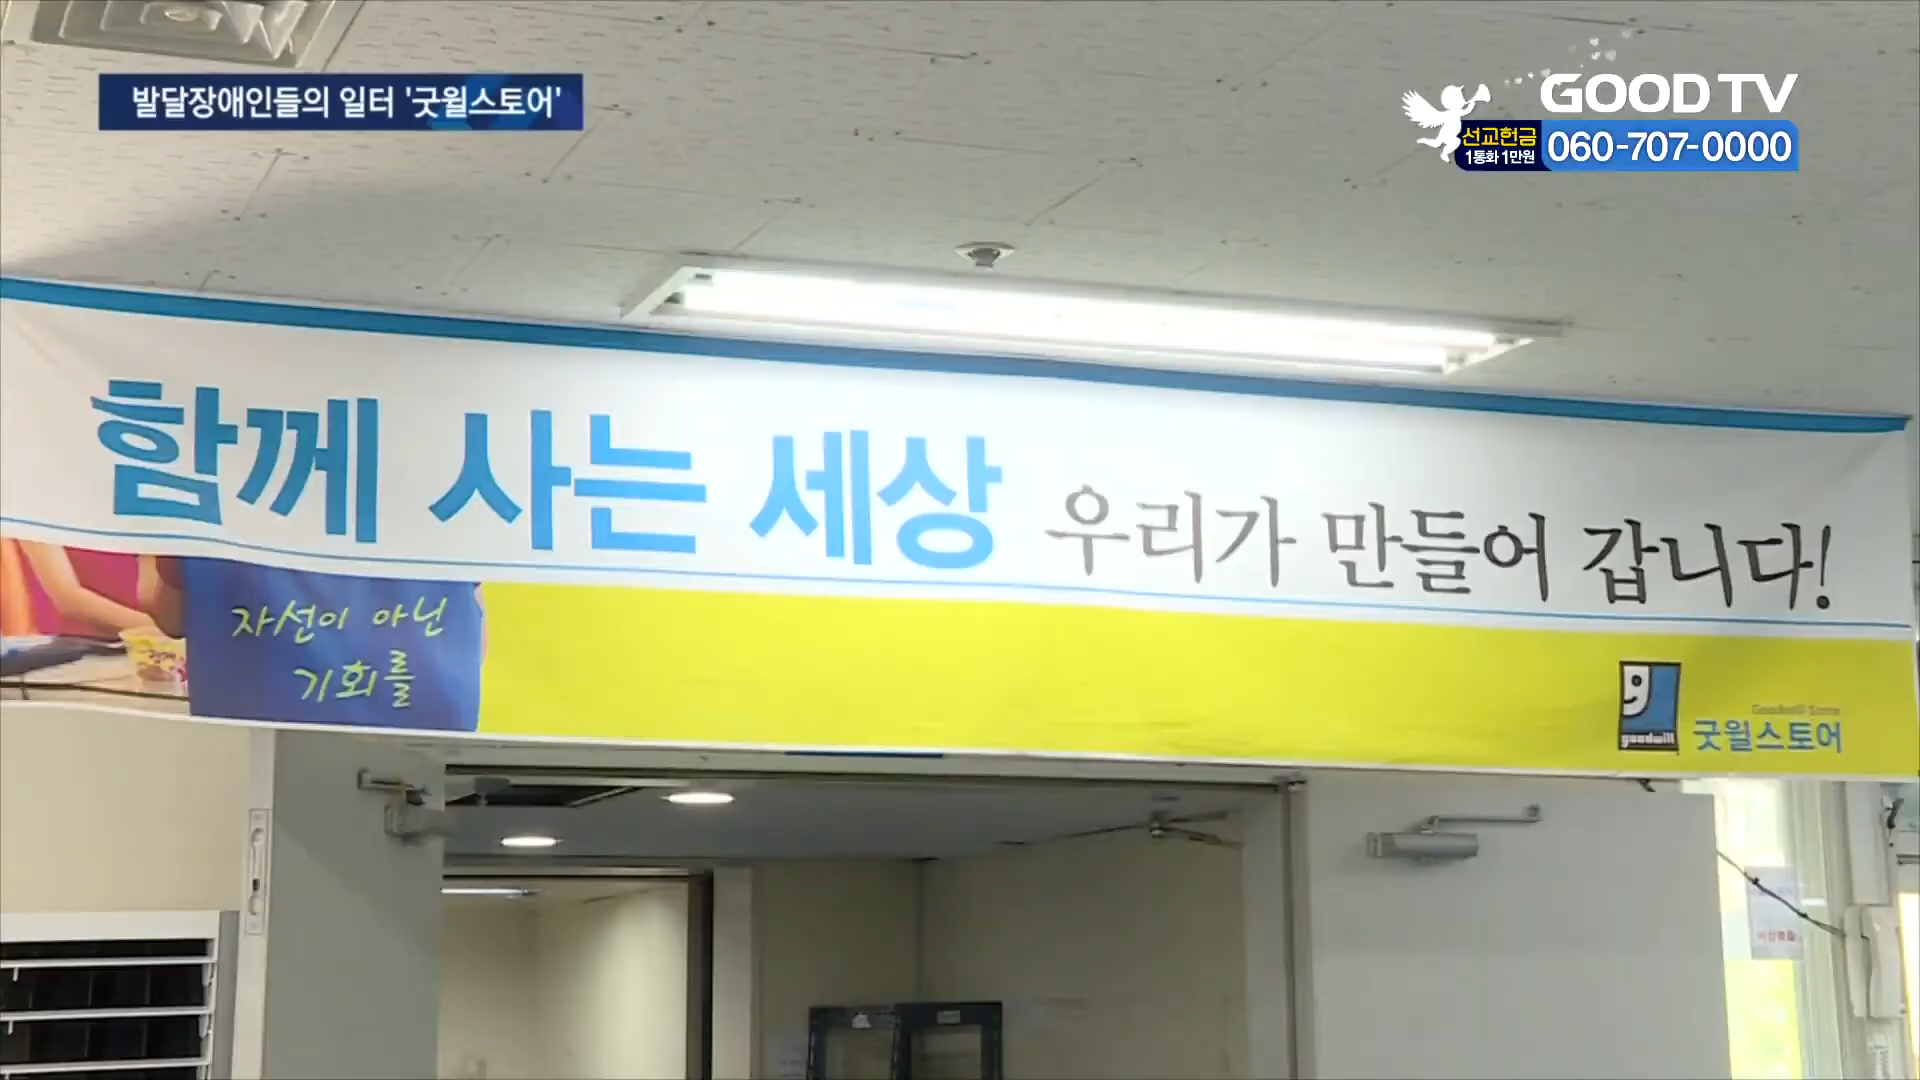 발달장애인들의 일터 '굿윌스토어'
GOOD TV
선교헌금
1통화 1만원
060-707-0000
함께 사는 세상 우리가 만들어 갑니다!
자선이 아닌
기회를
goodwill
Goodwill Store
굿윌스토어